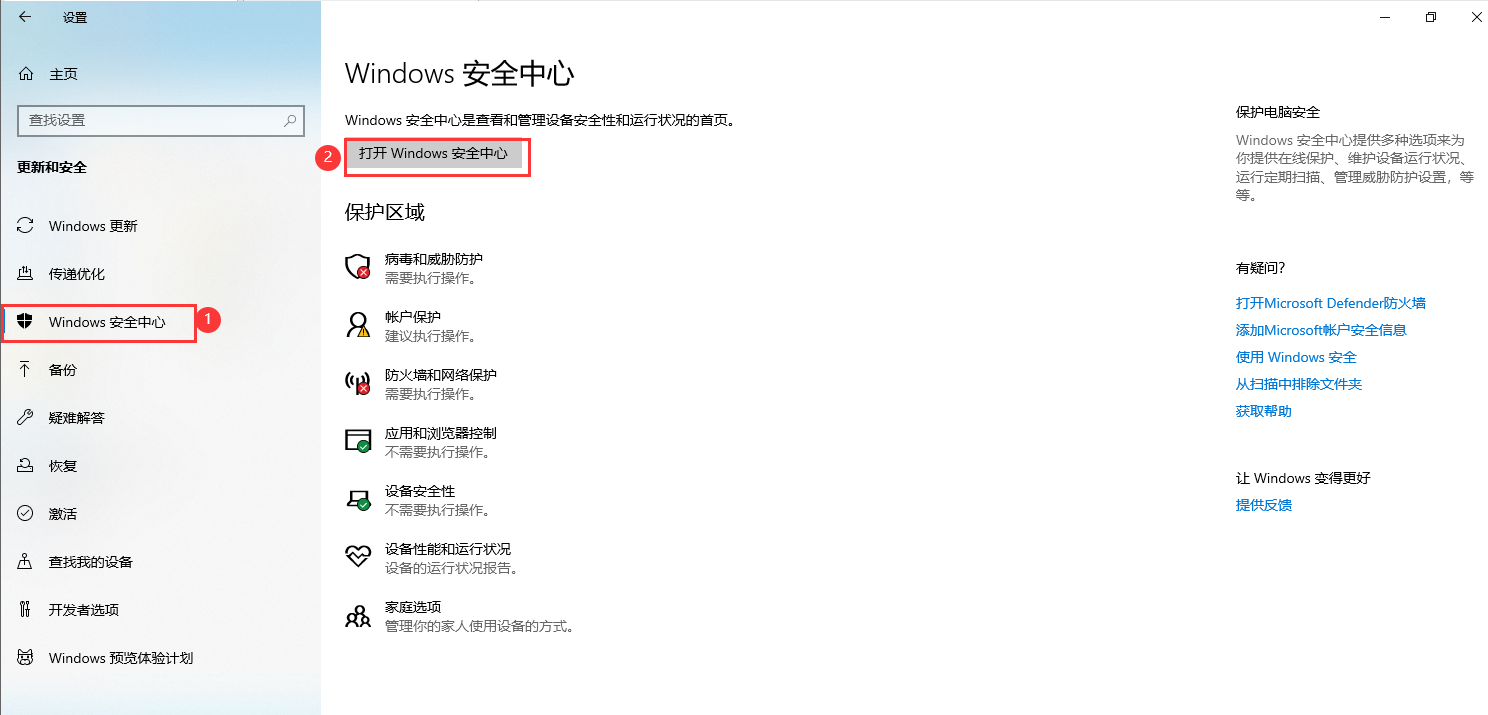 设置
主页
查找设置
更新和安全
Windows 更新
传递优化
Windows 安全中心
1
备份
疑难解答
恢复
激活
查找我的设备
开发者选项
Windows 预览体验计划
Windows 安全中心
Windows 安全中心是查看和管理设备安全性和运行状况的首页。
2
打开 Windows 安全中心
保护区域
病毒和威胁防护
需要执行操作。
帐户保护
建议执行操作。
防火墙和网络保护
需要执行操作。
应用和浏览器控制
不需要执行操作。
设备安全性
不需要执行操作。
设备性能和运行状况
设备的运行状况报告。
家庭选项
管理你的家人使用设备的方式。
保护电脑安全
Windows 安全中心提供多种选项来为
你提供在线保护、维护设备运行状况、
运行定期扫描、管理威胁防护设置，等
等。
有疑问?
打开Microsoft Defender防火墙
添加Microsoft帐户安全信息
使用 Windows 安全
从扫描中排除文件夹
获取帮助
让 Windows 变得更好
提供反馈